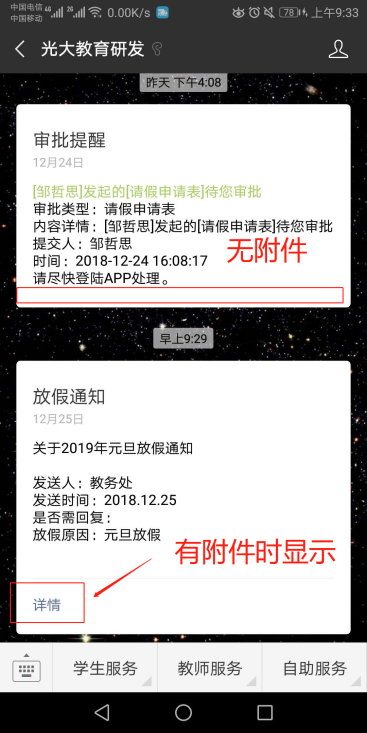 中国电信 4G 2G 0.00K/s 78 上午9:33
中国移动
光大教育研发
昨天 下午4:08
审批提醒
12月24日
[邹哲思]发起的[请假申请表]待您审批
审批类型：请假申请表
内容详情：[邹哲思]发起的[请假申请表]待您审批
提交人：邹哲思
时间：2018-12-24 16:08:17
请尽快登陆APP处理。
无附件
早上9:29
放假通知
12月25日
关于2019年元旦放假通知
发送人：教务处
发送时间：2018.12.25
是否需回复：
放假原因：元旦放假
有附件时显示
详情
学生服务 教师服务 自助服务